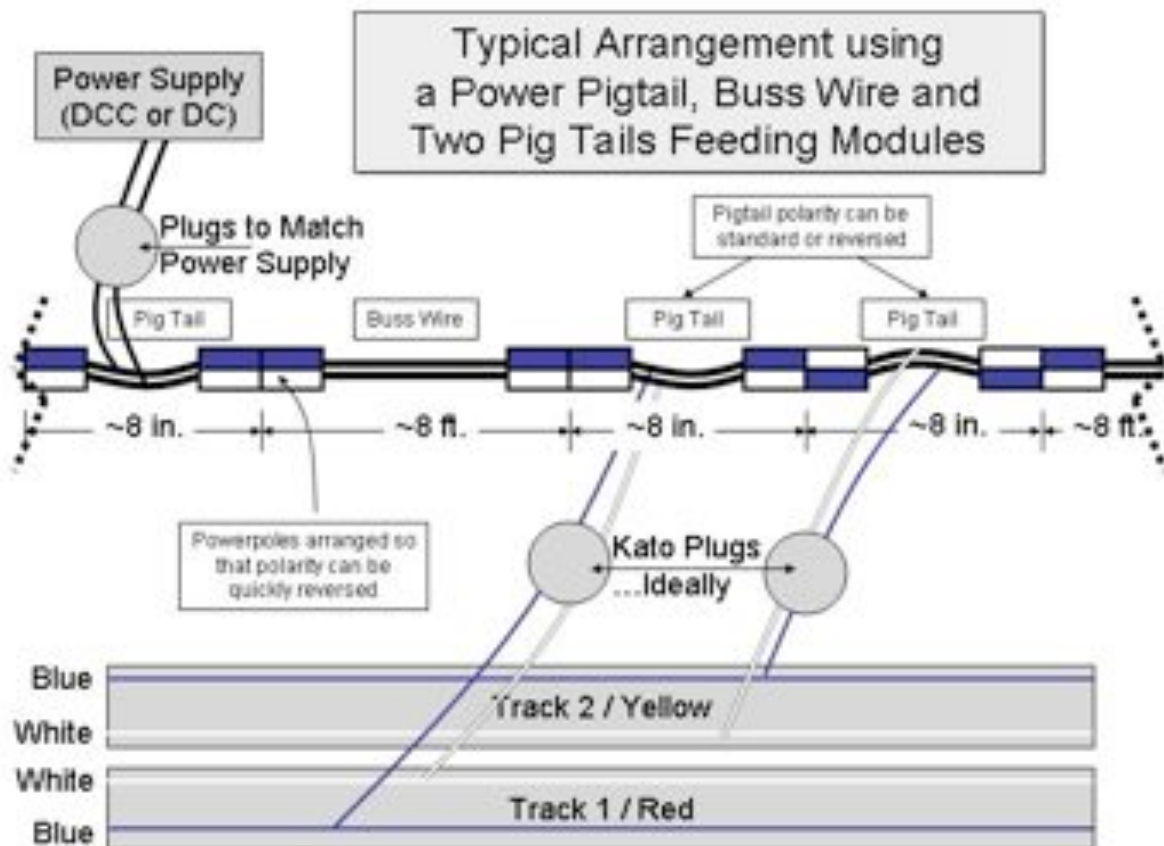 Typical Arrangement using
a Power Pigtail, Buss Wire and
Two Pig Tails Feeding Modules
Power Supply
(DCC or DC)
Plugs to Match
Power Supply
Pigtail polarity can be
standard or reversed
Pig Tail
Buss Wire
Pig Tail
Pig Tail
~8 in.
~8 ft.
~8 in.
~8 in.
~8 ft.
Powerpoles arranged so
that polarity can be
quickly reversed
Kato Plugs
...Ideally
Blue
Track 2 / Yellow
White
White
Track 1 / Red
Blue